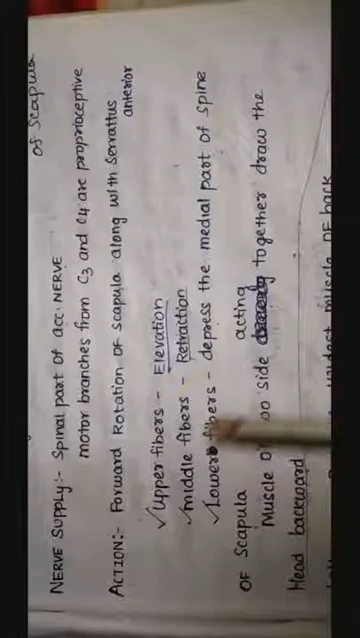 of scapula
NERVE SUPPLY:- Spinal part of acc. NERVE
motor branches from C3 and C4 are proprioceptive
ACTION:- Forward Rotation of scapula along with Serratus
anterior
✓Upper fibers - Elevation
✓middle fibers - Retraction
✓Lower fibers - depress the medial part of spine
OF Scapula
acting
Muscle side together draw the
Head backward
muscle OF back